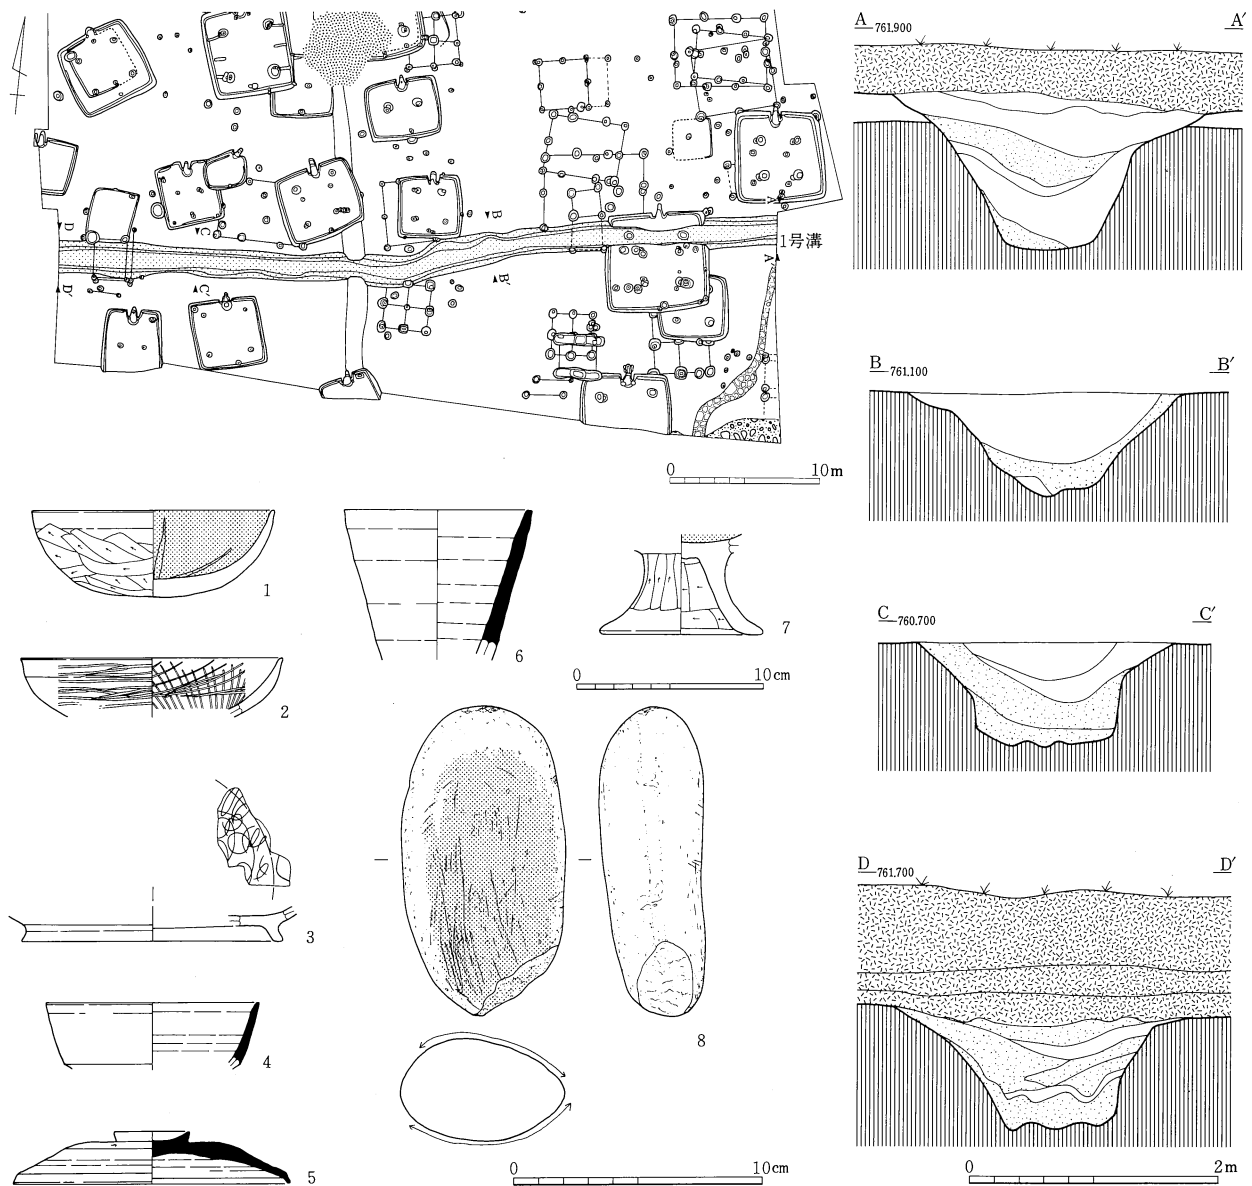 A 761.900 A′
B
C
D
D′
C′
B′
A
1号溝
A′
B 761.100 B′
0 10m
1
2
3
4
5
6
7
0 10cm
8
0 10cm
C 760.700 C′
D 761.700 D′
0 2m